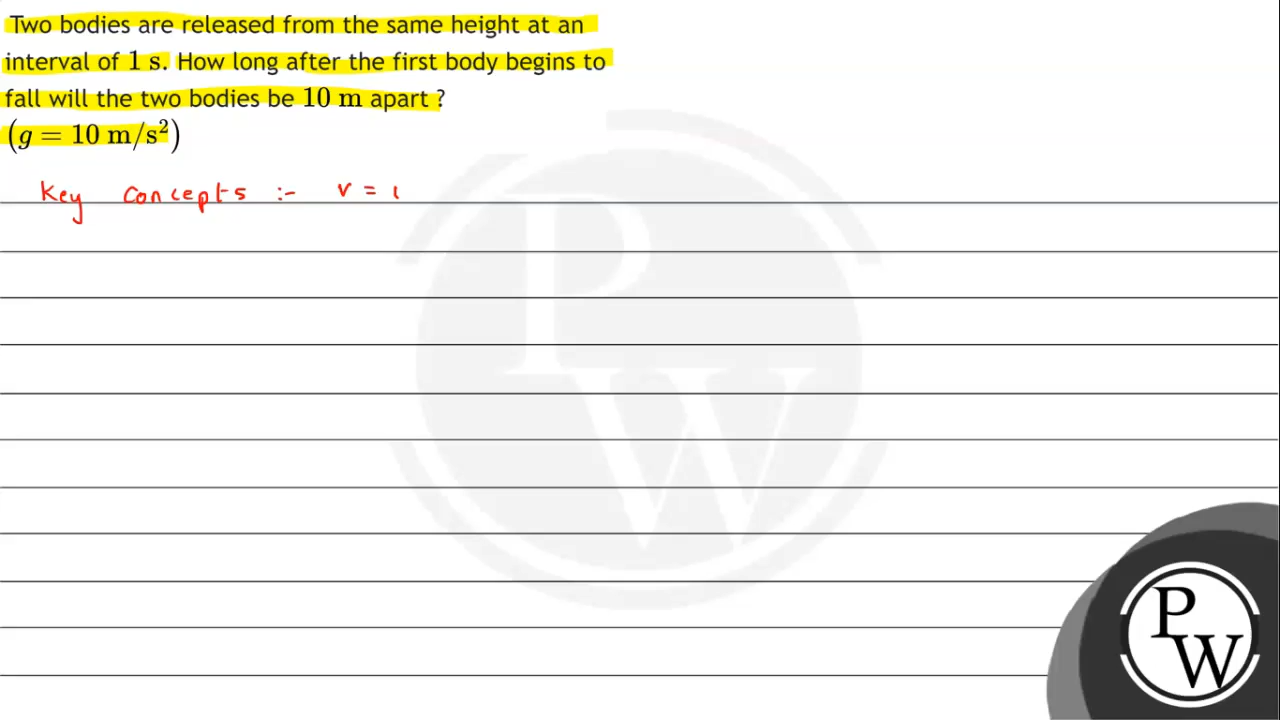 Two bodies are released from the same height at an
interval of 1 s. How long after the first body begins to
fall will the two bodies be 10 m apart ?
(g = 10 m/s²)
Key concepts :- v = 
P
W
P
W